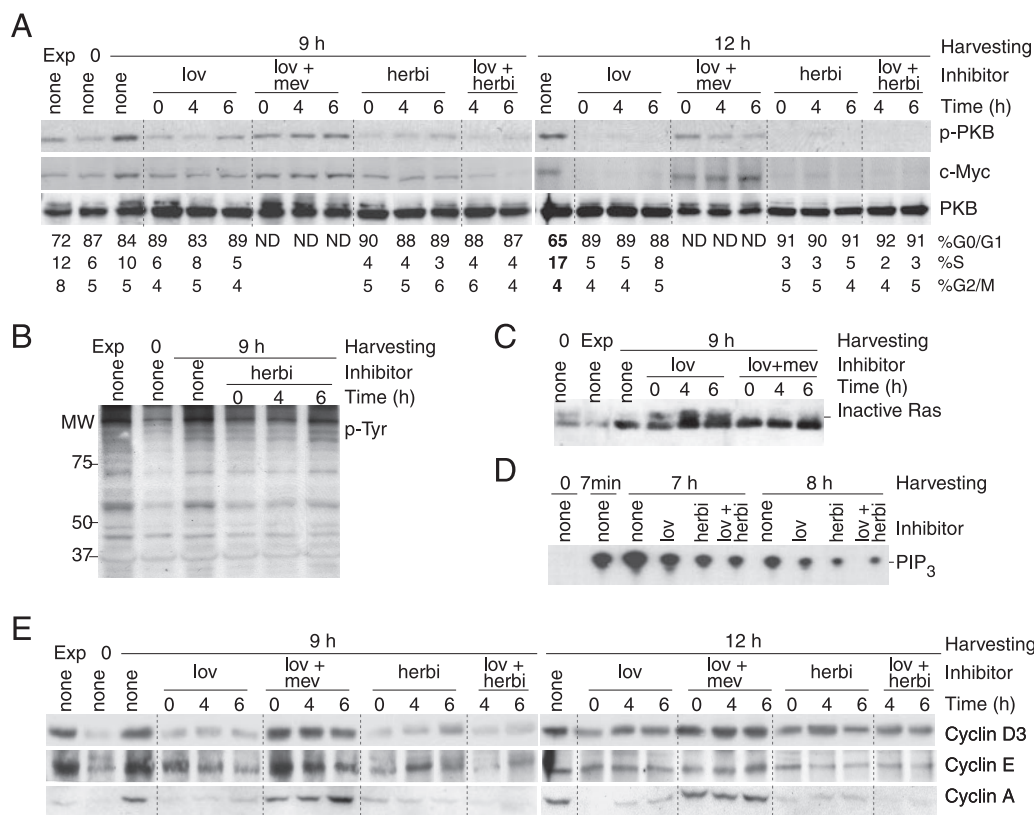 A
9 h
12 h
Harvesting
Exp
0
none
none
none
lov
lov + mev
herbi
lov + herbi
none
lov
lov + mev
herbi
lov + herbi
Inhibitor
0 4 6 0 4 6 0 4 6 4 6 0 4 6 0 4 6 0 4 6 4 6 Time (h)
p-PKB
c-Myc
PKB
72 87 84 89 83 89 ND ND ND 90 88 89 88 87 65 89 89 88 ND ND ND 91 90 91 92 91 %G0/G1
12 6 10 6 8 5 4 4 3 4 4 17 5 5 8 3 3 5 2 3 %S
8 5 5 4 5 4 5 5 6 6 4 4 4 4 5 5 5 4 4 5 %G2/M
B
Exp 0 9 h Harvesting
none none none herbi Inhibitor
0 4 6 Time (h)
MW
p-Tyr
75
50
37
C
0 Exp 9 h Harvesting
none none none lov lov+mev Inhibitor
0 4 6 0 4 6 Time (h)
Inactive Ras
D
0 7min 7 h 8 h Harvesting
none none none lov herbi lov + herbi none lov herbi lov + herbi Inhibitor
PIP3
E
9 h
12 h
Harvesting
Exp
0
none
none
none
lov
lov + mev
herbi
lov + herbi
none
lov
lov + mev
herbi
lov + herbi
Inhibitor
0 4 6 0 4 6 0 4 6 4 6 0 4 6 0 4 6 0 4 6 4 6 Time (h)
Cyclin D3
Cyclin E
Cyclin A